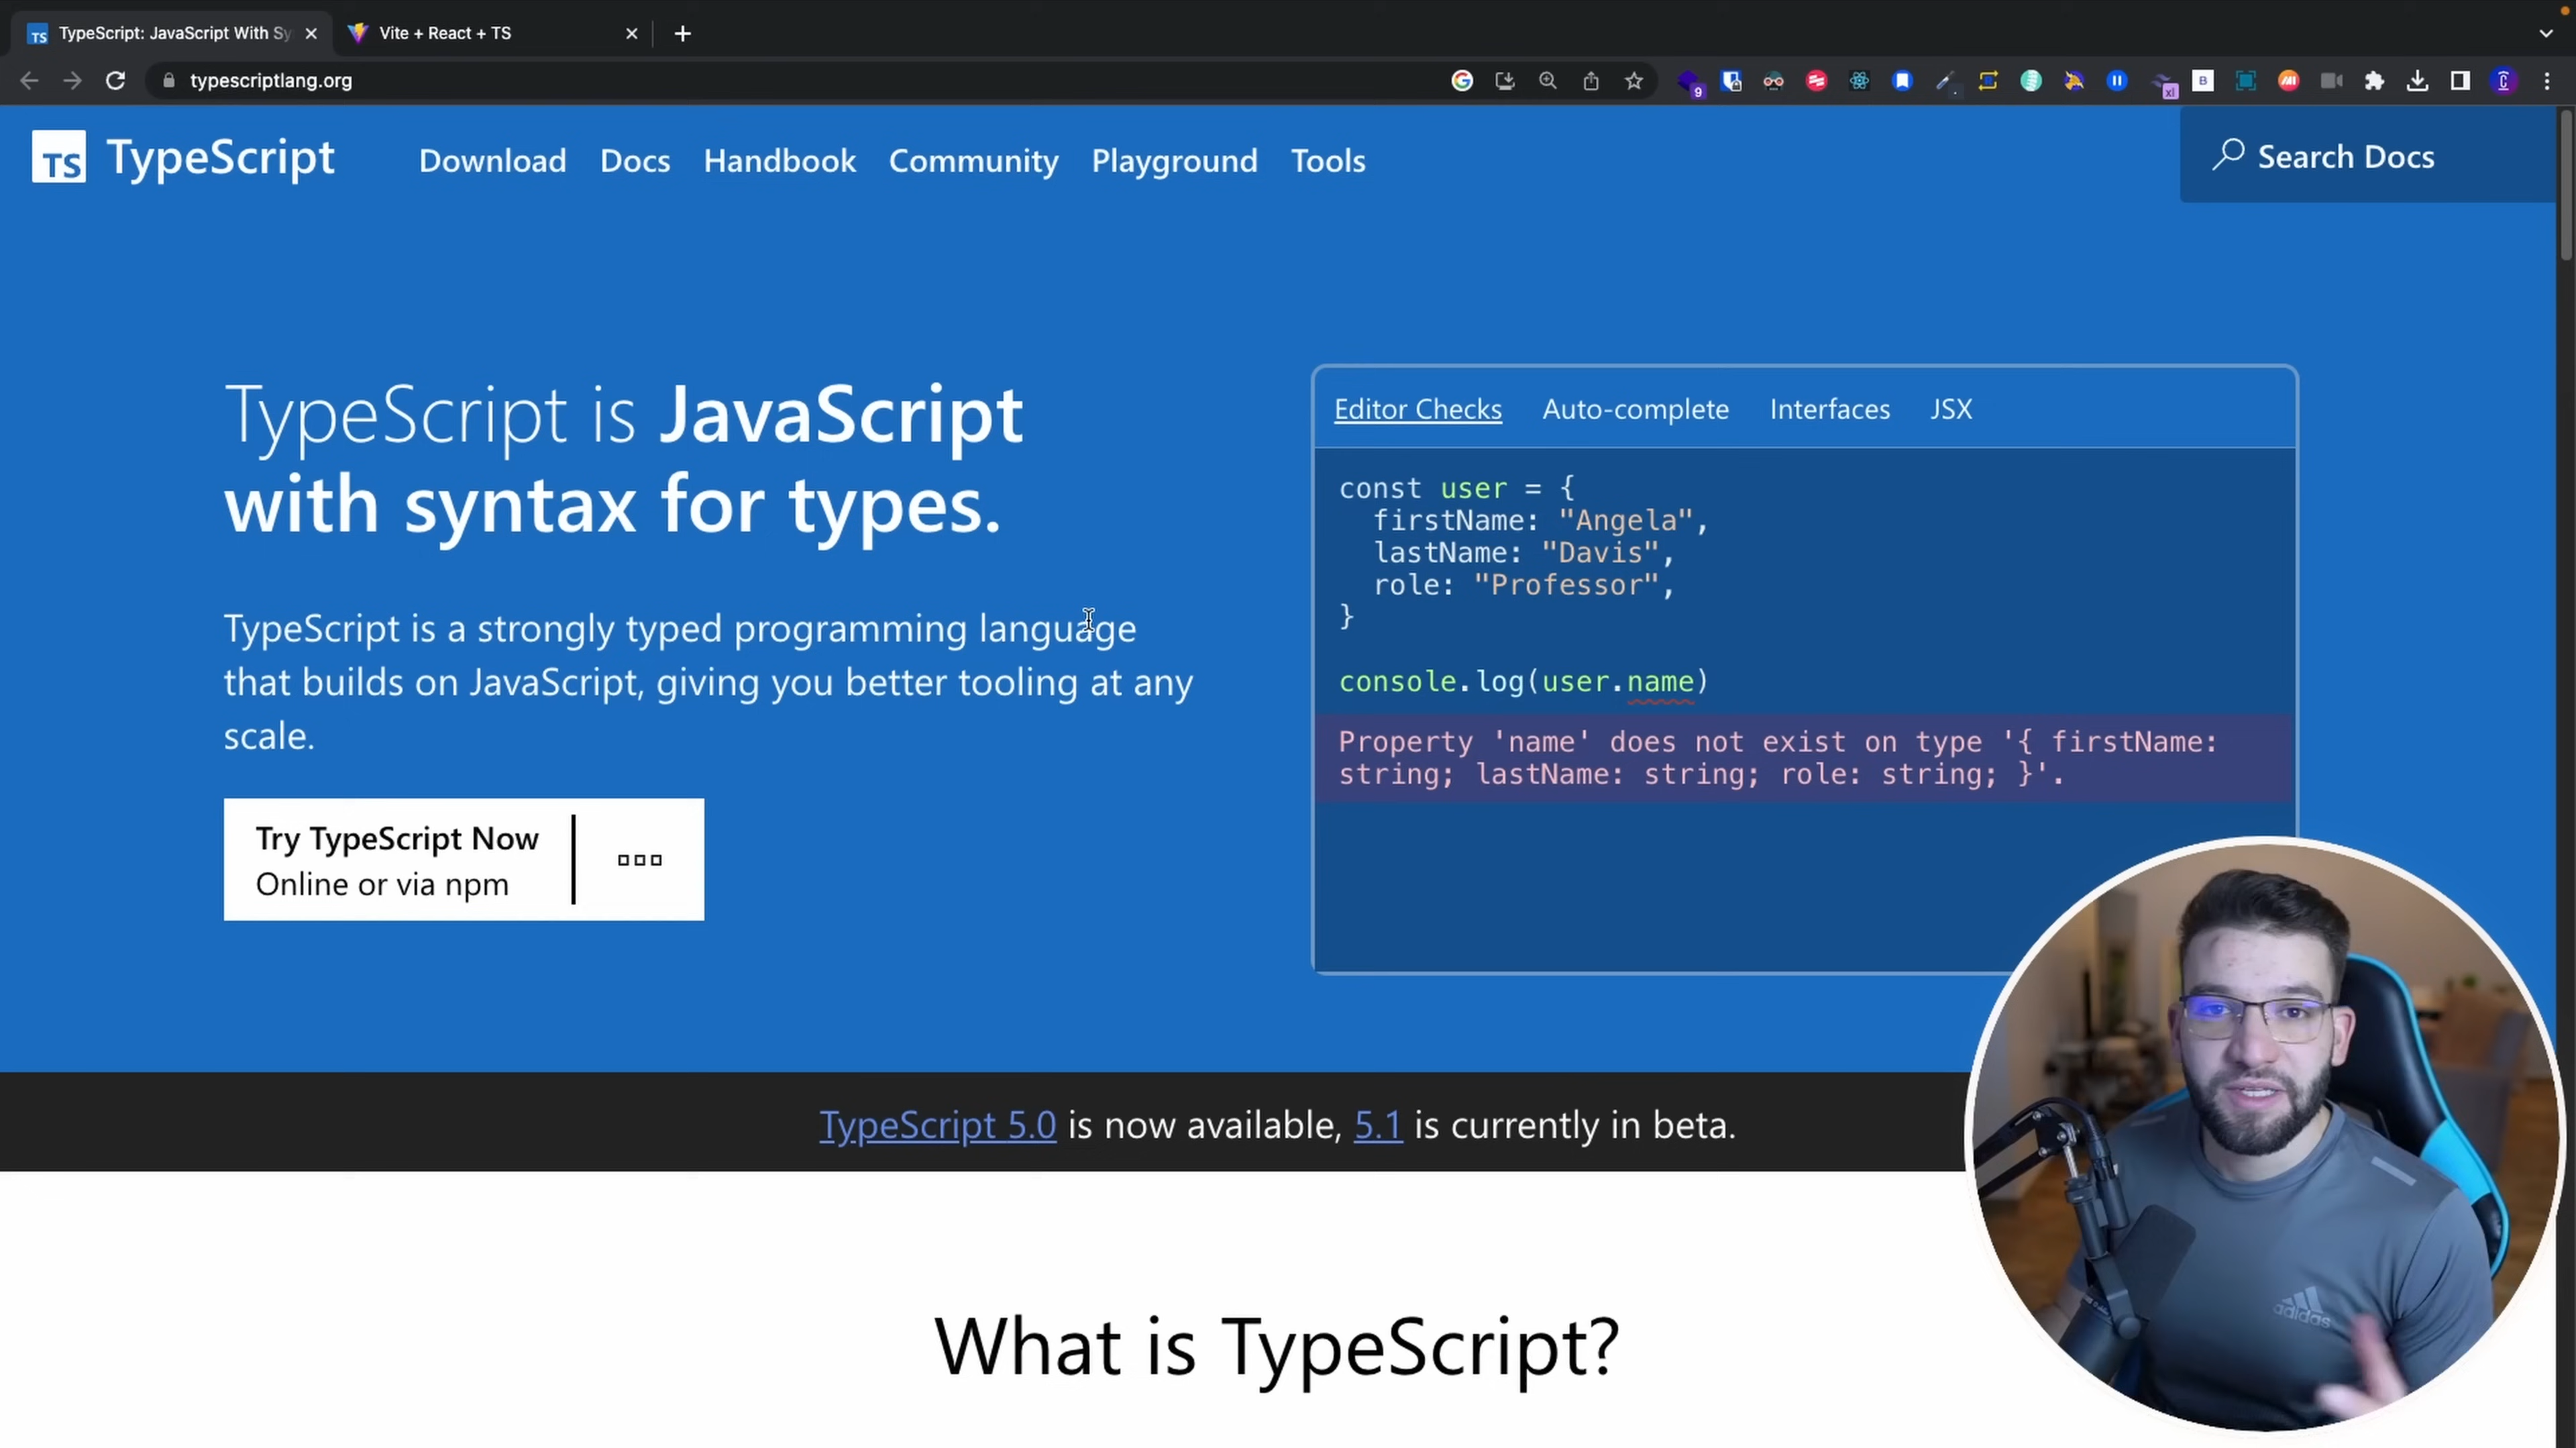 TypeScript: JavaScript With Sy
Vite + React + TS
typescriptlang.org
9
xl
B
TS TypeScript
Download
Docs
Handbook
Community
Playground
Tools
Search Docs
TypeScript is JavaScript
with syntax for types.
TypeScript is a strongly typed programming language
that builds on JavaScript, giving you better tooling at any
scale.
Try TypeScript Now
Online or via npm
Editor Checks
Auto-complete
Interfaces
JSX
const user = {
firstName: "Angela",
lastName: "Davis",
role: "Professor",
}
console.log(user.name)
Property 'name' does not exist on type '{ firstName:
string; lastName: string; role: string; }'.
TypeScript 5.0 is now available, 5.1 is currently in beta.
What is TypeScript?
adidas